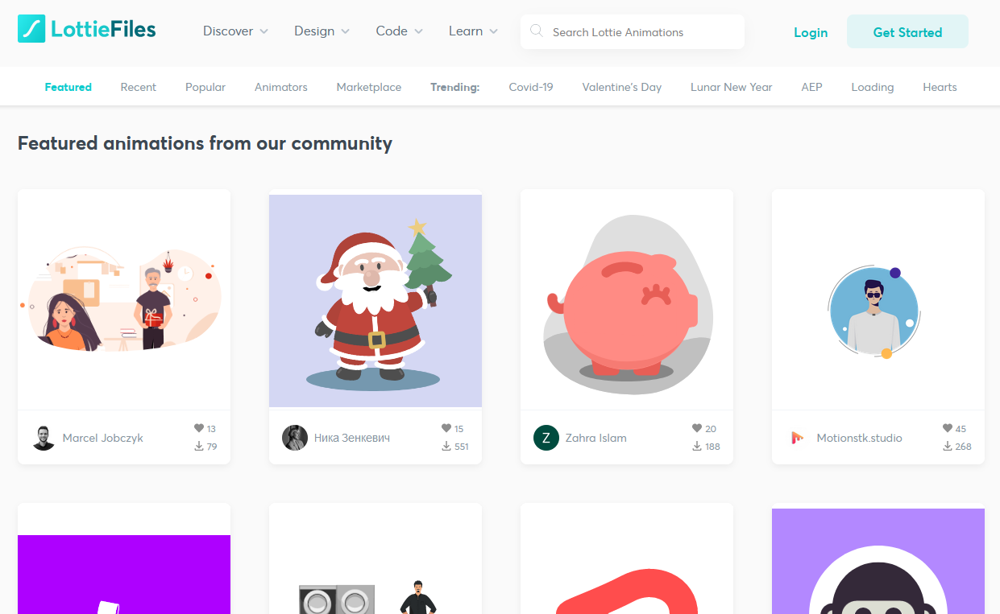 LottieFiles
Discover Design Code Learn Search Lottie Animations Login Get Started
Featured Recent Popular Animators Marketplace Trending: Covid-19 Valentine's Day Lunar New Year AEP Loading Hearts
Featured animations from our community
Marcel Jobczyk 13
79
Ника Зенкевич 15
551
Z Zahra Islam 20
188
Motionstk.studio 45
268